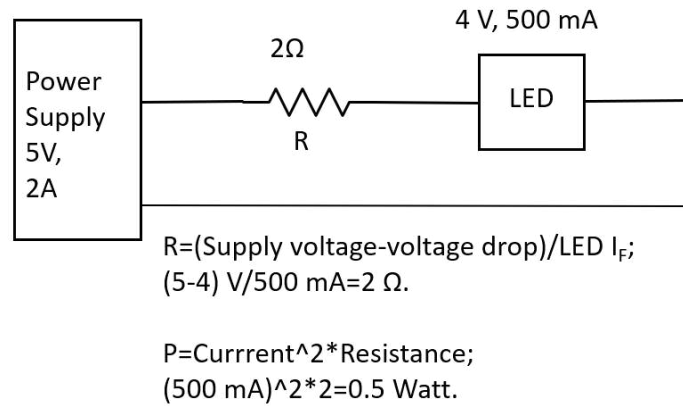 4 V, 500 mA
2Ω
Power
Supply
5V,
2A
LED
R
R=(Supply voltage-voltage drop)/LED I_F;
(5-4) V/500 mA=2 Ω.
P=Currrent^2*Resistance;
(500 mA)^2*2=0.5 Watt.